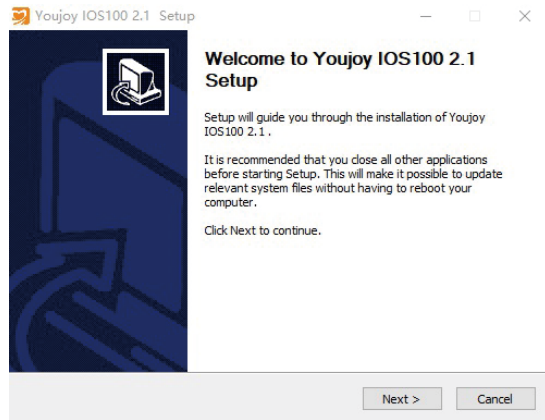 Youjoy IOS100 2.1 Setup
Welcome to Youjoy IOS100 2.1
Setup
Setup will guide you through the installation of Youjoy
IOS100 2.1 .
It is recommended that you close all other applications
before starting Setup. This will make it possible to update
relevant system files without having to reboot your
computer.
Click Next to continue.
Next >
Cancel